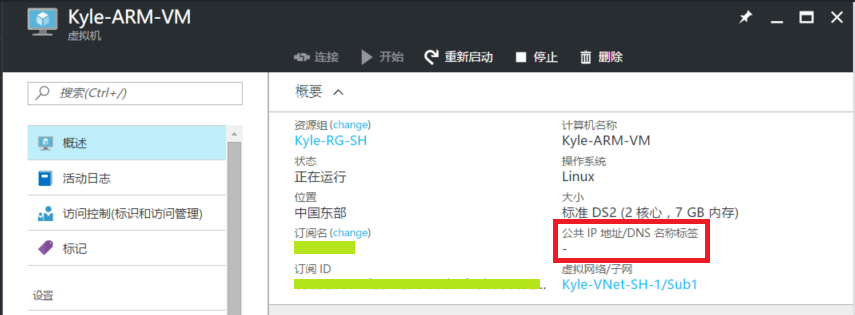 Kyle-ARM-VM
虚拟机
连接 开始 重新启动 停止 删除
搜索(Ctrl+/)
概述
活动日志
访问控制(标识和访问管理)
标记
设置
概要
资源组 (change)
Kyle-RG-SH
状态
正在运行
位置
中国东部
订阅名 (change)
订阅 ID
...
计算机名称
Kyle-ARM-VM
操作系统
Linux
大小
标准 DS2 (2 核心，7 GB 内存)
公共 IP 地址/DNS 名称标签
-
虚拟网络/子网
Kyle-VNet-SH-1/Sub1